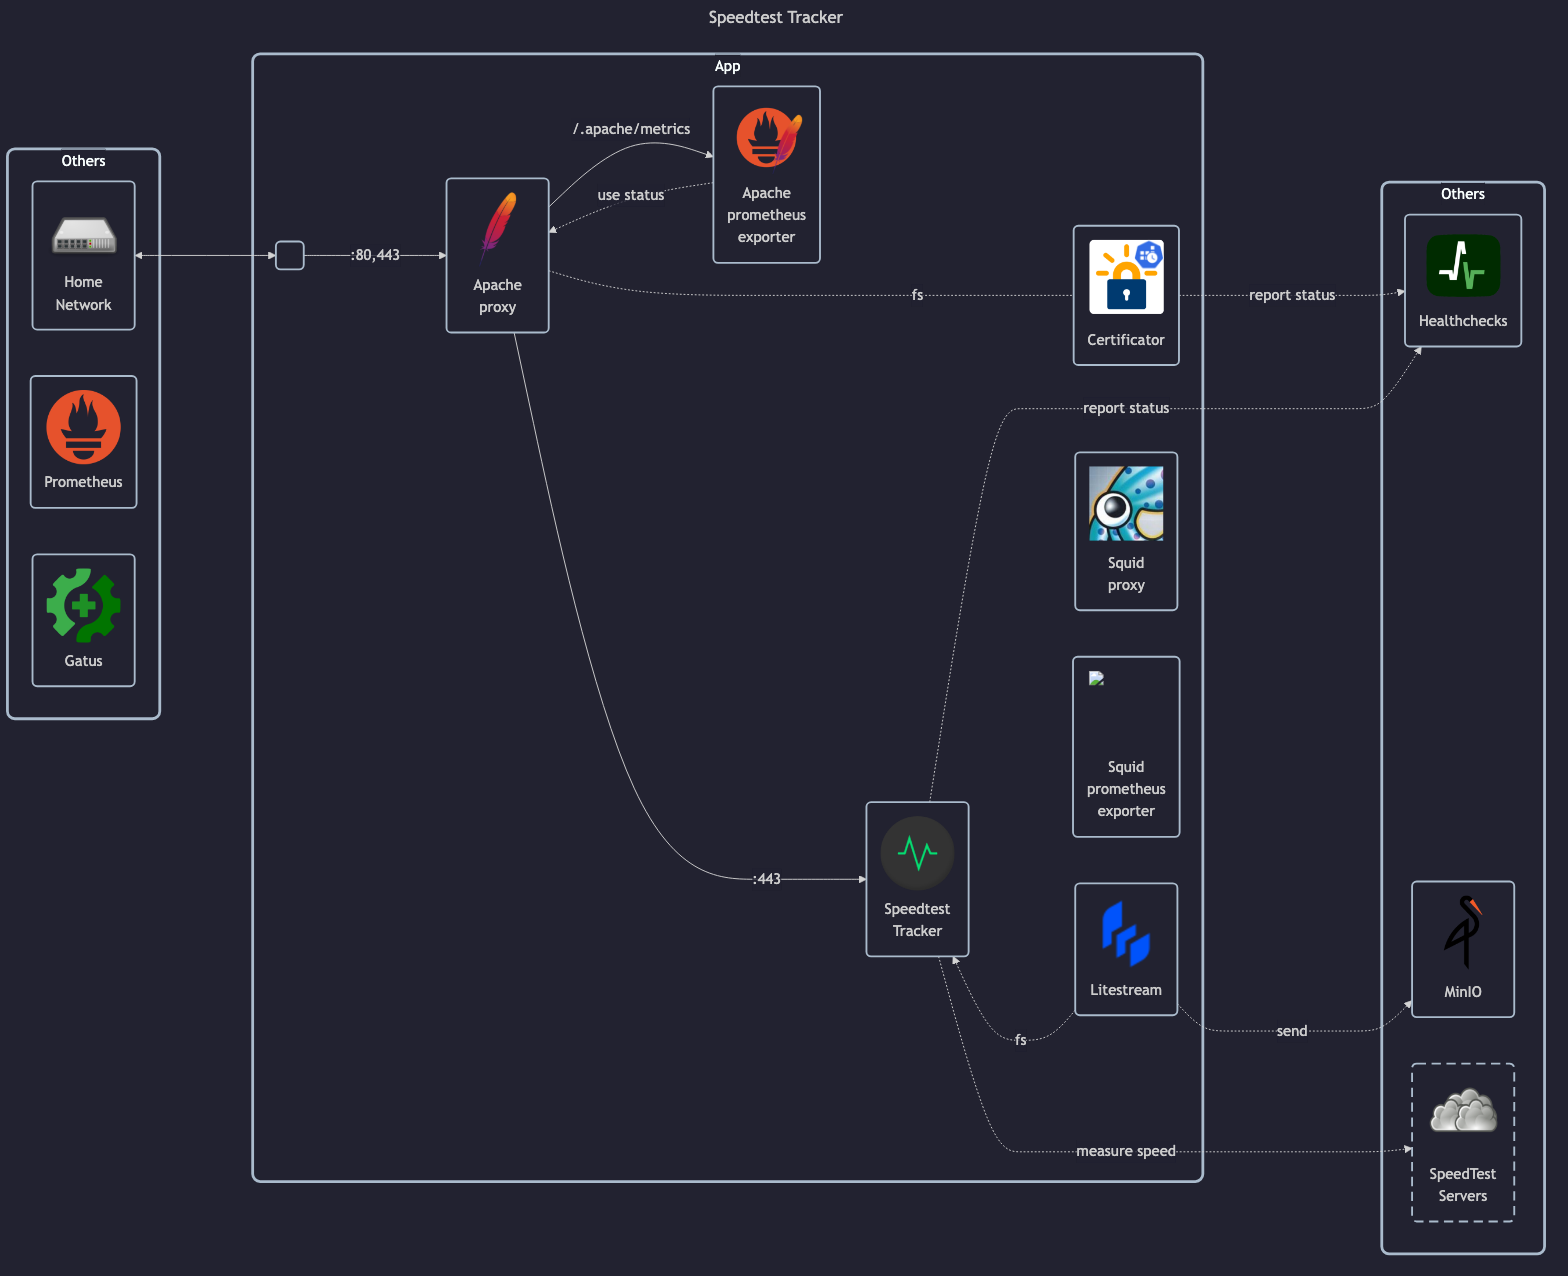 Speedtest Tracker
App
Others
Home
Network
Prometheus
Gatus
:80,443
Apache
proxy
/.apache/metrics
use status
Apache
prometheus
exporter
fs
Certificator
report status
report status
Squid
proxy
Squid
prometheus
exporter
:443
Speedtest
Tracker
Litestream
fs
send
measure speed
Others
Healthchecks
MinIO
SpeedTest
Servers